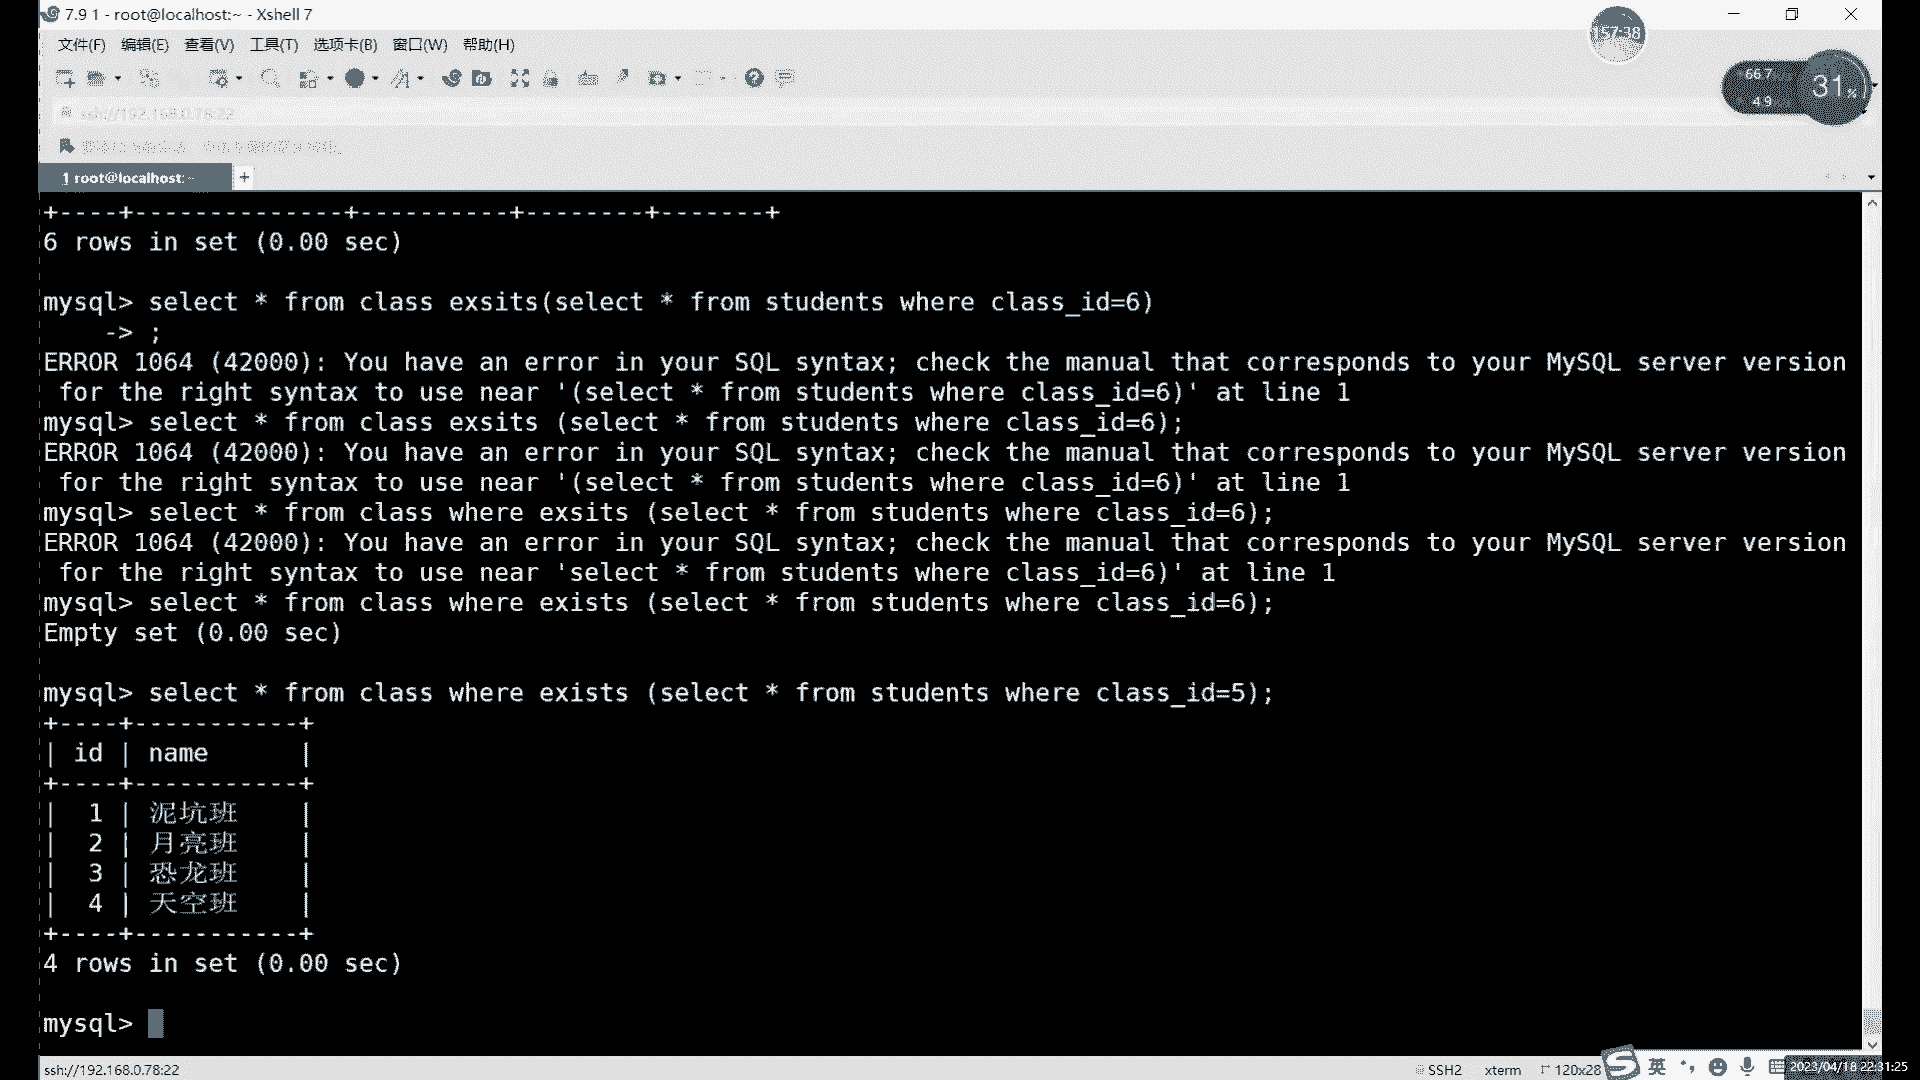 7.9 1 - root@localhost:~ - Xshell 7
文件(F) 编辑(E) 查看(V) 工具(T) 选项卡(B) 窗口(W) 帮助(H)
157:38
66.7
4.9
31%
ssh://192.168.0.78:22
1 root@localhost:~
+
+----+--------------+----------+--------+-------+
6 rows in set (0.00 sec)
mysql> select * from class exsits(select * from students where class_id=6)
    -> ;
ERROR 1064 (42000): You have an error in your SQL syntax; check the manual that corresponds to your MySQL server version
 for the right syntax to use near '(select * from students where class_id=6)' at line 1
mysql> select * from class exsits (select * from students where class_id=6);
ERROR 1064 (42000): You have an error in your SQL syntax; check the manual that corresponds to your MySQL server version
 for the right syntax to use near '(select * from students where class_id=6)' at line 1
mysql> select * from class where exsits (select * from students where class_id=6);
ERROR 1064 (42000): You have an error in your SQL syntax; check the manual that corresponds to your MySQL server version
 for the right syntax to use near 'select * from students where class_id=6)' at line 1
mysql> select * from class where exists (select * from students where class_id=6);
Empty set (0.00 sec)
mysql> select * from class where exists (select * from students where class_id=5);
+----+-----------+
| id | name      |
+----+-----------+
|  1 | 泥坑班    |
|  2 | 月亮班    |
|  3 | 恐龙班    |
|  4 | 天空班    |
+----+-----------+
4 rows in set (0.00 sec)
mysql>
ssh://192.168.0.78:22 SSH2 xterm 120x28 英 2023/04/18 22:31:25